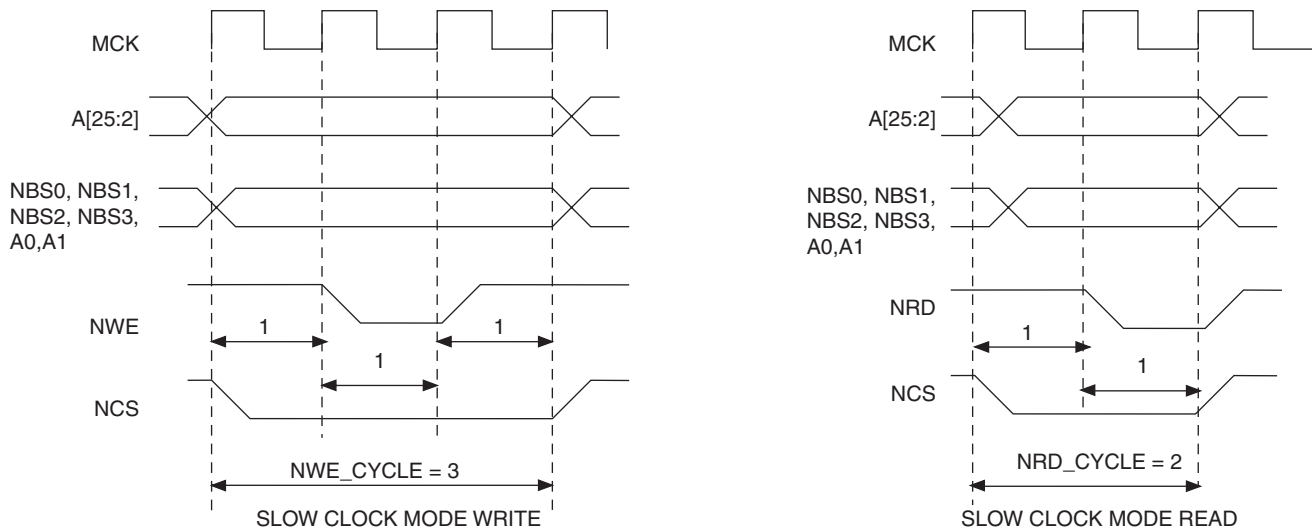 MCK
A[25:2]
NBS0, NBS1,
NBS2, NBS3,
A0,A1
NWE
1
1
1
NCS
NWE_CYCLE = 3
SLOW CLOCK MODE WRITE
MCK
A[25:2]
NBS0, NBS1,
NBS2, NBS3,
A0,A1
NRD
1
1
NCS
NRD_CYCLE = 2
SLOW CLOCK MODE READ